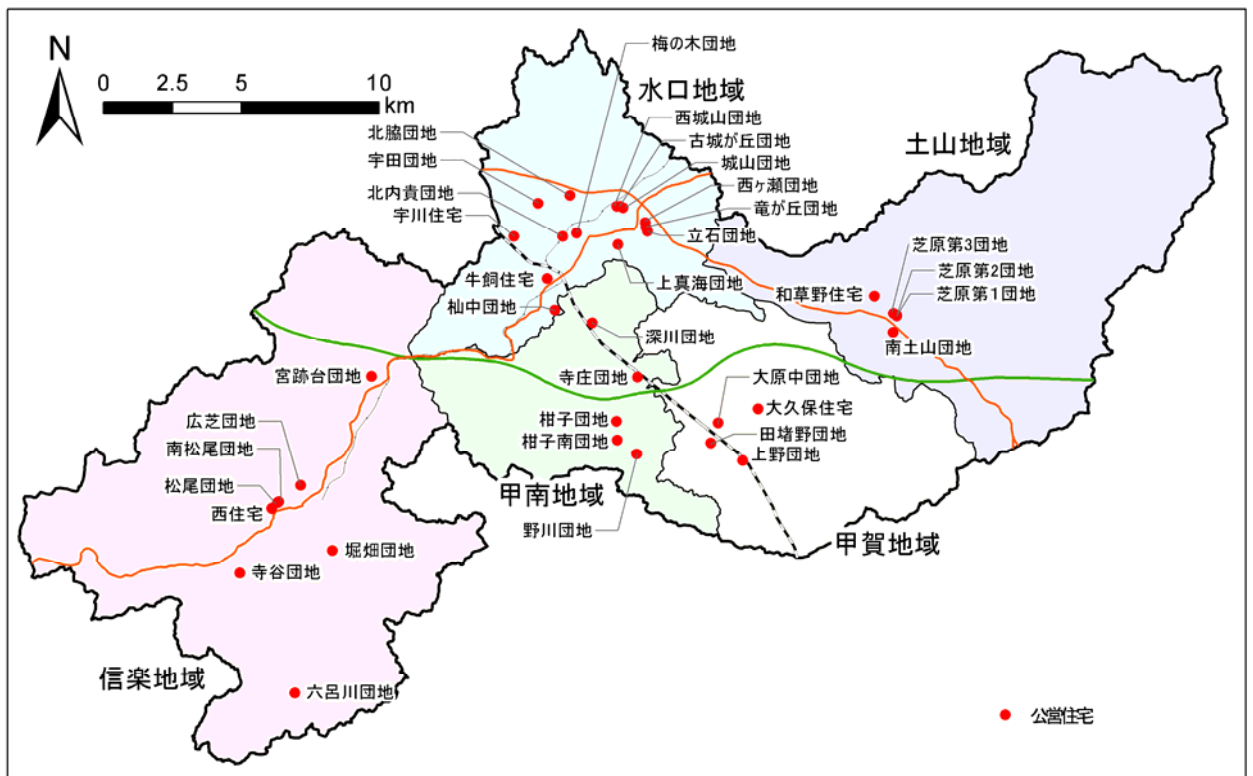 N
0 2.5 5 10
km
梅の木団地
水口地域
西城山団地
古城が丘団地
城山団地
西ヶ瀬団地
竜が丘団地
立石団地
北脇団地
宇田団地
北内貴団地
宇川住宅
牛飼住宅
杣中団地
上真海団地
深川団地
土山地域
芝原第3団地
芝原第2団地
芝原第1団地
和草野住宅
南土山団地
宮跡台団地
寺庄団地
大原中団地
大久保住宅
田堵野団地
上野団地
柑子団地
柑子南団地
甲南地域
野川団地
甲賀地域
広芝団地
南松尾団地
松尾団地
西住宅
堀畑団地
寺谷団地
信楽地域
六呂川団地
公営住宅